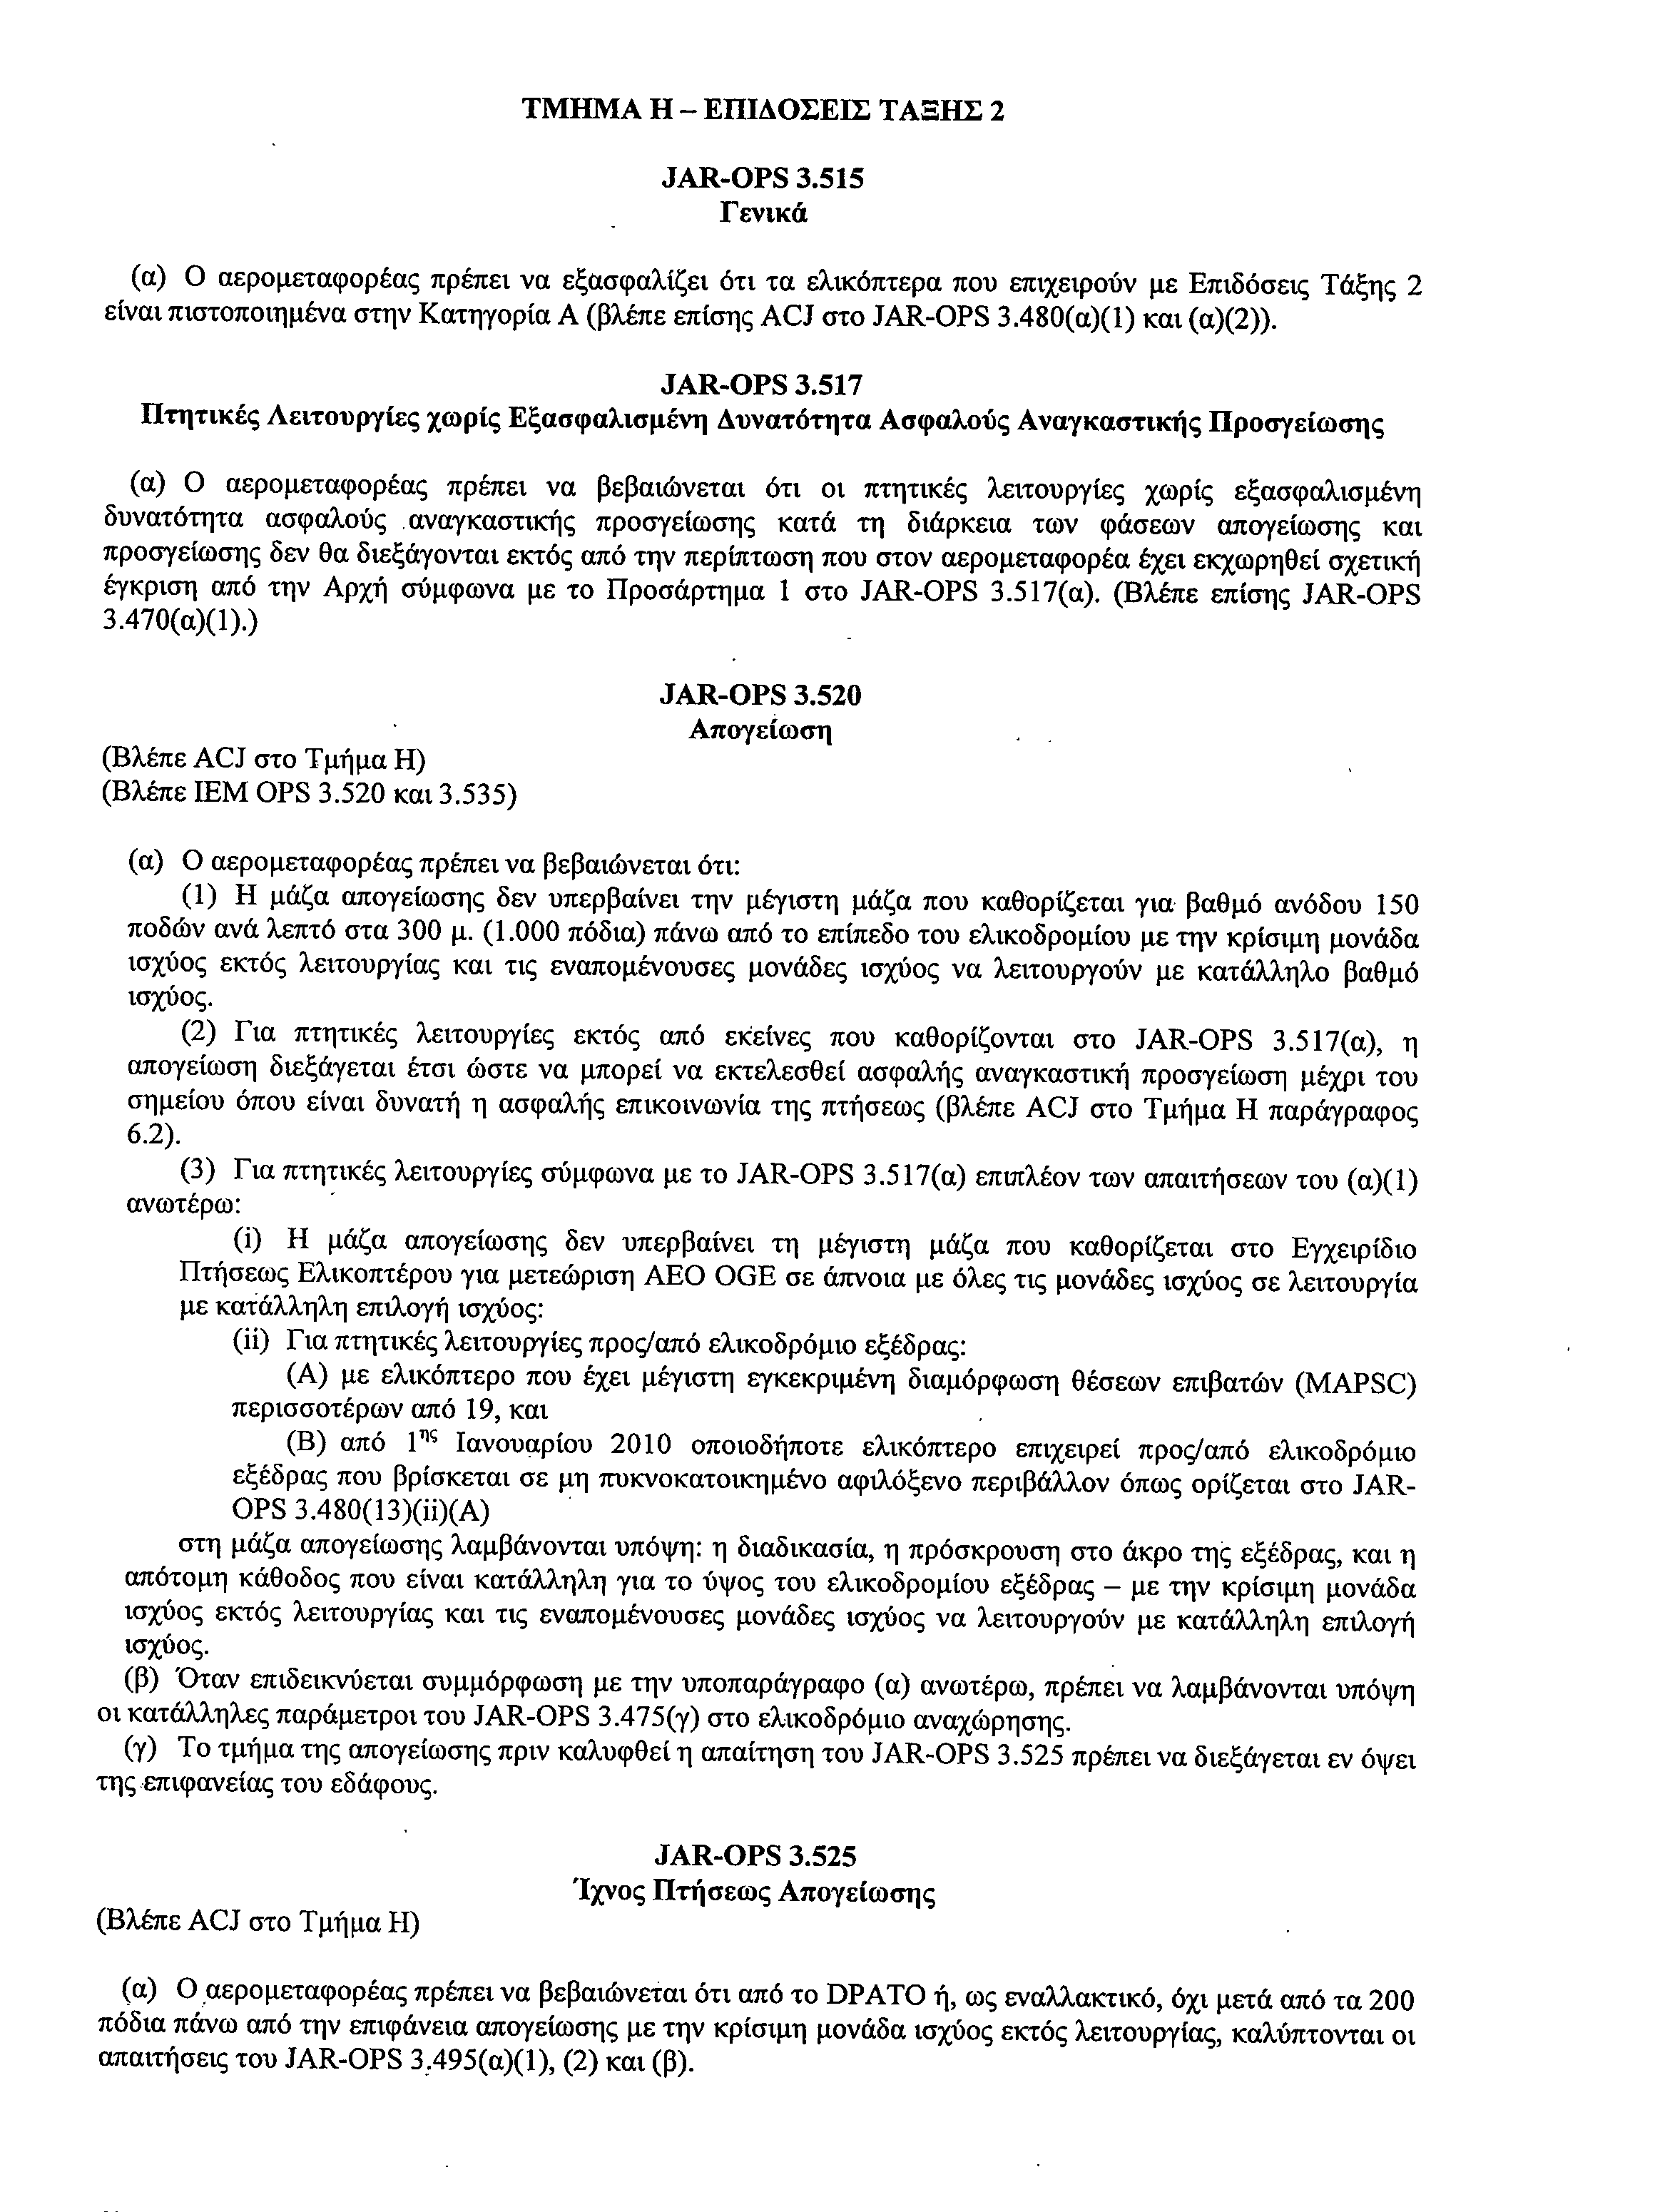 ΤΜΗΜΑ Η – ΕΠΙΔΟΣΕΙΣ ΤΑΞΗΣ 2
JAR-OPS 3.515
Γενικά
(α) Ο αερομεταφορέας πρέπει να εξασφαλίζει ότι τα ελικόπτερα που επιχειρούν με Επιδόσεις Τάξης 2
είναι πιστοποιημένα στην Κατηγορία Α (βλέπε επίσης ACJ στο JAR-OPS 3.480(α)(1) και (α)(2)).
JAR-OPS 3.517
Πτητικές Λειτουργίες χωρίς Εξασφαλισμένη Δυνατότητα Ασφαλούς Αναγκαστικής Προσγείωσης
(α) Ο αερομεταφορέας πρέπει να βεβαιώνεται ότι οι πτητικές λειτουργίες χωρίς εξασφαλισμένη
δυνατότητα ασφαλούς αναγκαστικής προσγείωσης κατά τη διάρκεια των φάσεων απογείωσης και
προσγείωσης δεν θα διεξάγονται εκτός από την περίπτωση που στον αερομεταφορέα έχει εκχωρηθεί σχετική
έγκριση από την Αρχή σύμφωνα με το Προσάρτημα 1 στο JAR-OPS 3.517(α). (Βλέπε επίσης JAR-OPS
3.470(α)(1).)
JAR-OPS 3.520
Απογείωση
(Βλέπε ACJ στο Τμήμα Η)
(Βλέπε IEM OPS 3.520 και 3.535)
(α) Ο αερομεταφορέας πρέπει να βεβαιώνεται ότι:
(1) Η μάζα απογείωσης δεν υπερβαίνει την μέγιστη μάζα που καθορίζεται για βαθμό ανόδου 150
ποδών ανά λεπτό στα 300 μ. (1.000 πόδια) πάνω από το επίπεδο του ελικοδρομίου με την κρίσιμη μονάδα
ισχύος εκτός λειτουργίας και τις εναπομένουσες μονάδες ισχύος να λειτουργούν με κατάλληλο βαθμό
ισχύος.
(2) Για πτητικές λειτουργίες εκτός από εκείνες που καθορίζονται στο JAR-OPS 3.517(α), η
απογείωση διεξάγεται έτσι ώστε να μπορεί να εκτελεσθεί ασφαλής αναγκαστική προσγείωση μέχρι του
σημείου όπου είναι δυνατή η ασφαλής επικοινωνία της πτήσεως (βλέπε ACJ στο Τμήμα Η παράγραφος
6.2).
(3) Για πτητικές λειτουργίες σύμφωνα με το JAR-OPS 3.517(α) επιπλέον των απαιτήσεων του (α)(1)
ανωτέρω:
(i) Η μάζα απογείωσης δεν υπερβαίνει τη μέγιστη μάζα που καθορίζεται στο Εγχειρίδιο
Πτήσεως Ελικοπτέρου για μετεώριση AEO OGE σε άπνοια με όλες τις μονάδες ισχύος σε λειτουργία
με κατάλληλη επιλογή ισχύος:
(ii) Για πτητικές λειτουργίες προς/από ελικοδρόμιο εξέδρας:
(Α) με ελικόπτερο που έχει μέγιστη εγκεκριμένη διαμόρφωση θέσεων επιβατών (MAPSC)
περισσοτέρων από 19, και
(Β) από 1ης Ιανουαρίου 2010 οποιοδήποτε ελικόπτερο επιχειρεί προς/από ελικοδρόμιο
εξέδρας που βρίσκεται σε μη πυκνοκατοικημένο αφιλόξενο περιβάλλον όπως ορίζεται στο JAR-
OPS 3.480(13)(ii)(A)
στη μάζα απογείωσης λαμβάνονται υπόψη: η διαδικασία, η πρόσκρουση στο άκρο της εξέδρας, και η
απότομη κάθοδος που είναι κατάλληλη για το ύψος του ελικοδρομίου εξέδρας – με την κρίσιμη μονάδα
ισχύος εκτός λειτουργίας και τις εναπομένουσες μονάδες ισχύος να λειτουργούν με κατάλληλη επιλογή
ισχύος.
(β) Όταν επιδεικνύεται συμμόρφωση με την υποπαράγραφο (α) ανωτέρω, πρέπει να λαμβάνονται υπόψη
οι κατάλληλες παράμετροι του JAR-OPS 3.475(γ) στο ελικοδρόμιο αναχώρησης.
(γ) Το τμήμα της απογείωσης πριν καλυφθεί η απαίτηση του JAR-OPS 3.525 πρέπει να διεξάγεται εν όψει
της επιφανείας του εδάφους.
JAR-OPS 3.525
Ίχνος Πτήσεως Απογείωσης
(Βλέπε ACJ στο Τμήμα Η)
(α) Ο αερομεταφορέας πρέπει να βεβαιώνεται ότι από το DPATO ή, ως εναλλακτικό, όχι μετά από τα 200
πόδια πάνω από την επιφάνεια απογείωσης με την κρίσιμη μονάδα ισχύος εκτός λειτουργίας, καλύπτονται οι
απαιτήσεις του JAR-OPS 3.495(α)(1), (2) και (β).